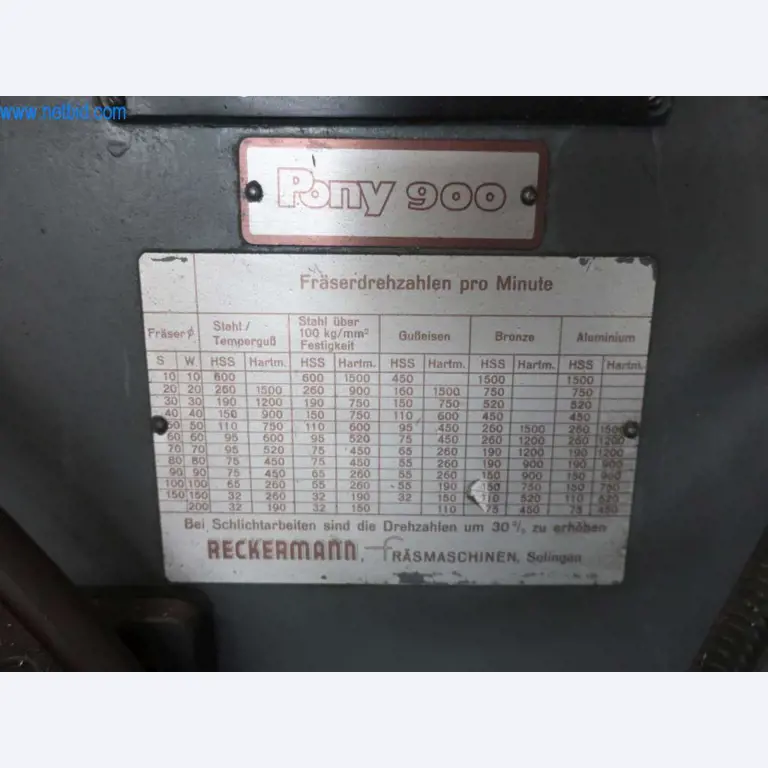 www.netbid.com
Pony 900
Fräserdrehzahlen pro Minute
Fräser ⌀ Stahl / Temperguß Stahl über 100 kg/mm² Festigkeit Gußeisen Bronze Aluminium
S W HSS Hartm. HSS Hartm. HSS Hartm. HSS Hartm. HSS Hartm.
10 10 600 600 1500 450 1500 1500
20 20 260 1500 260 900 160 1500 750 750
30 30 190 1200 190 750 150 750 520 520
40 40 150 900 150 750 110 600 450 450
50 50 110 750 110 600 95 450 260 1500 260 1500
60 60 95 600 95 520 75 450 260 1200 260 1200
70 70 95 520 75 450 65 260 190 1200 190 1200
80 80 75 450 75 450 55 260 190 900 190 900
90 90 75 450 65 260 55 260 150 900 150 900
100 100 65 260 65 260 55 190 150 750 150 750
150 150 32 260 32 190 32 150 110 520 110 520
200 32 190 32 150 110 75 450 75 450
Bei Schlichtarbeiten sind die Drehzahlen um 30% zu erhöhen
RECKERMANN, FRÄSMASCHINEN, Solingen